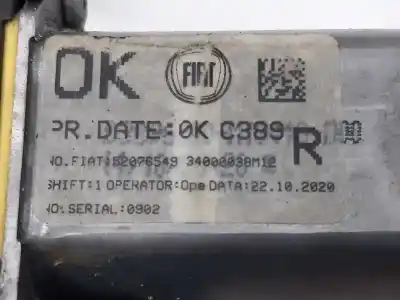 OK FIAT
PR.DATE:0K C389 R
NO.FIAT:52076549 34000038M12
SHIFT:1 OPERATOR:Ope DATA:22.10.2020
NO.SERIAL:0902